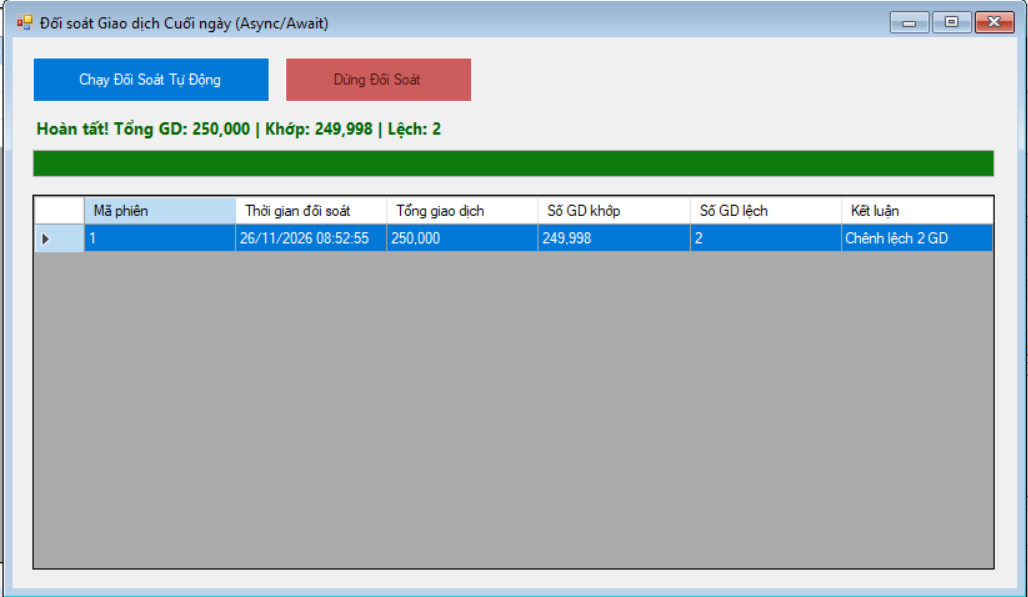 Đối soát Giao dịch Cuối ngày (Async/Await)
Chạy Đối Soát Tự Động Dừng Đối Soát
Hoàn tất! Tổng GD: 250,000 | Khớp: 249,998 | Lệch: 2
Mã phiên Thời gian đối soát Tổng giao dịch Số GD khớp Số GD lệch Kết luận
1 26/11/2026 08:52:55 250,000 249,998 2 Chênh lệch 2 GD